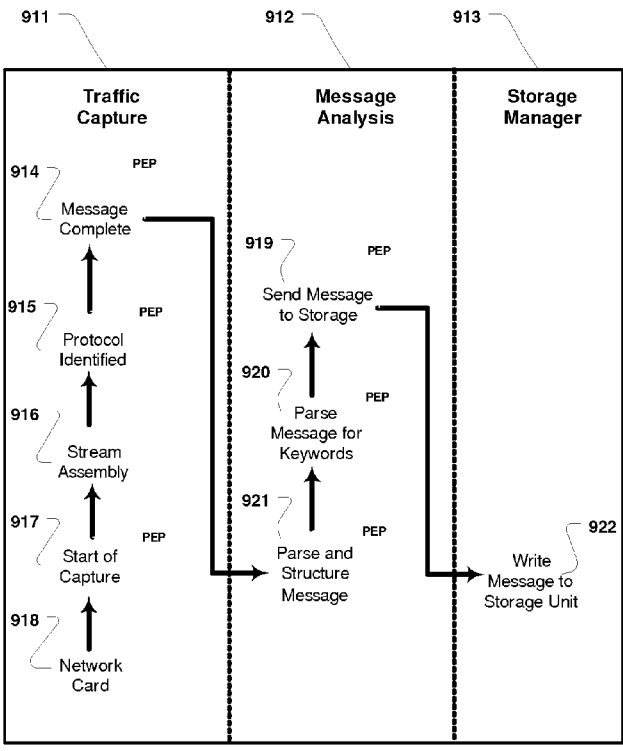 911
912
913
Traffic
Capture
Message
Analysis
Storage
Manager
914
PEP
Message
Complete
915
PEP
Protocol
Identified
916
Stream
Assembly
917
PEP
Start of
Capture
918
Network
Card
919
PEP
Send Message
to Storage
920
PEP
Parse
Message for
Keywords
921
PEP
Parse and
Structure
Message
922
Write
Message to
Storage Unit